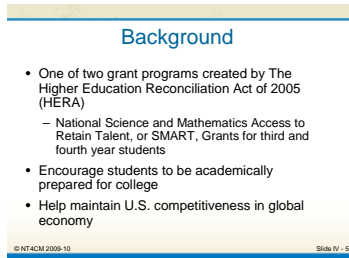 Background
• One of two grant programs created by The
Higher Education Reconciliation Act of 2005
(HERA)
– National Science and Mathematics Access to
Retain Talent, or SMART, Grants for third and
fourth year students
• Encourage students to be academically
prepared for college
• Help maintain U.S. competitiveness in global
economy
© NT4CM 2009-10
Slide IV - 5